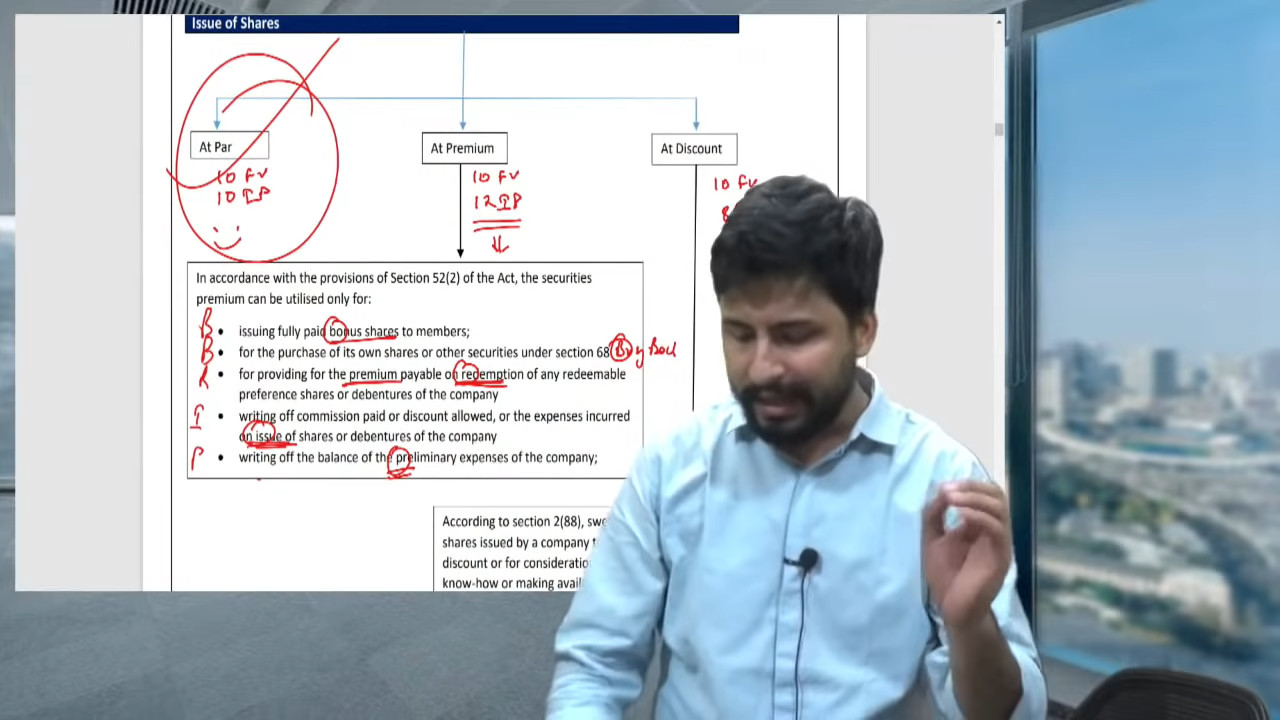 Issue of Shares
At Par
At Premium
At Discount
10 FV
10 IP
10 FV
12 IP
10 FV
8
In accordance with the provisions of Section 52(2) of the Act, the securities
premium can be utilised only for:
B • issuing fully paid bonus shares to members;
B • for the purchase of its own shares or other securities under section 68 Buy Back
R • for providing for the premium payable on redemption of any redeemable
preference shares or debentures of the company
I • writing off commission paid or discount allowed, or the expenses incurred
on issue of shares or debentures of the company
P • writing off the balance of the preliminary expenses of the company;
According to section 2(88),
shares issued by a company
discount or for
know-how or making